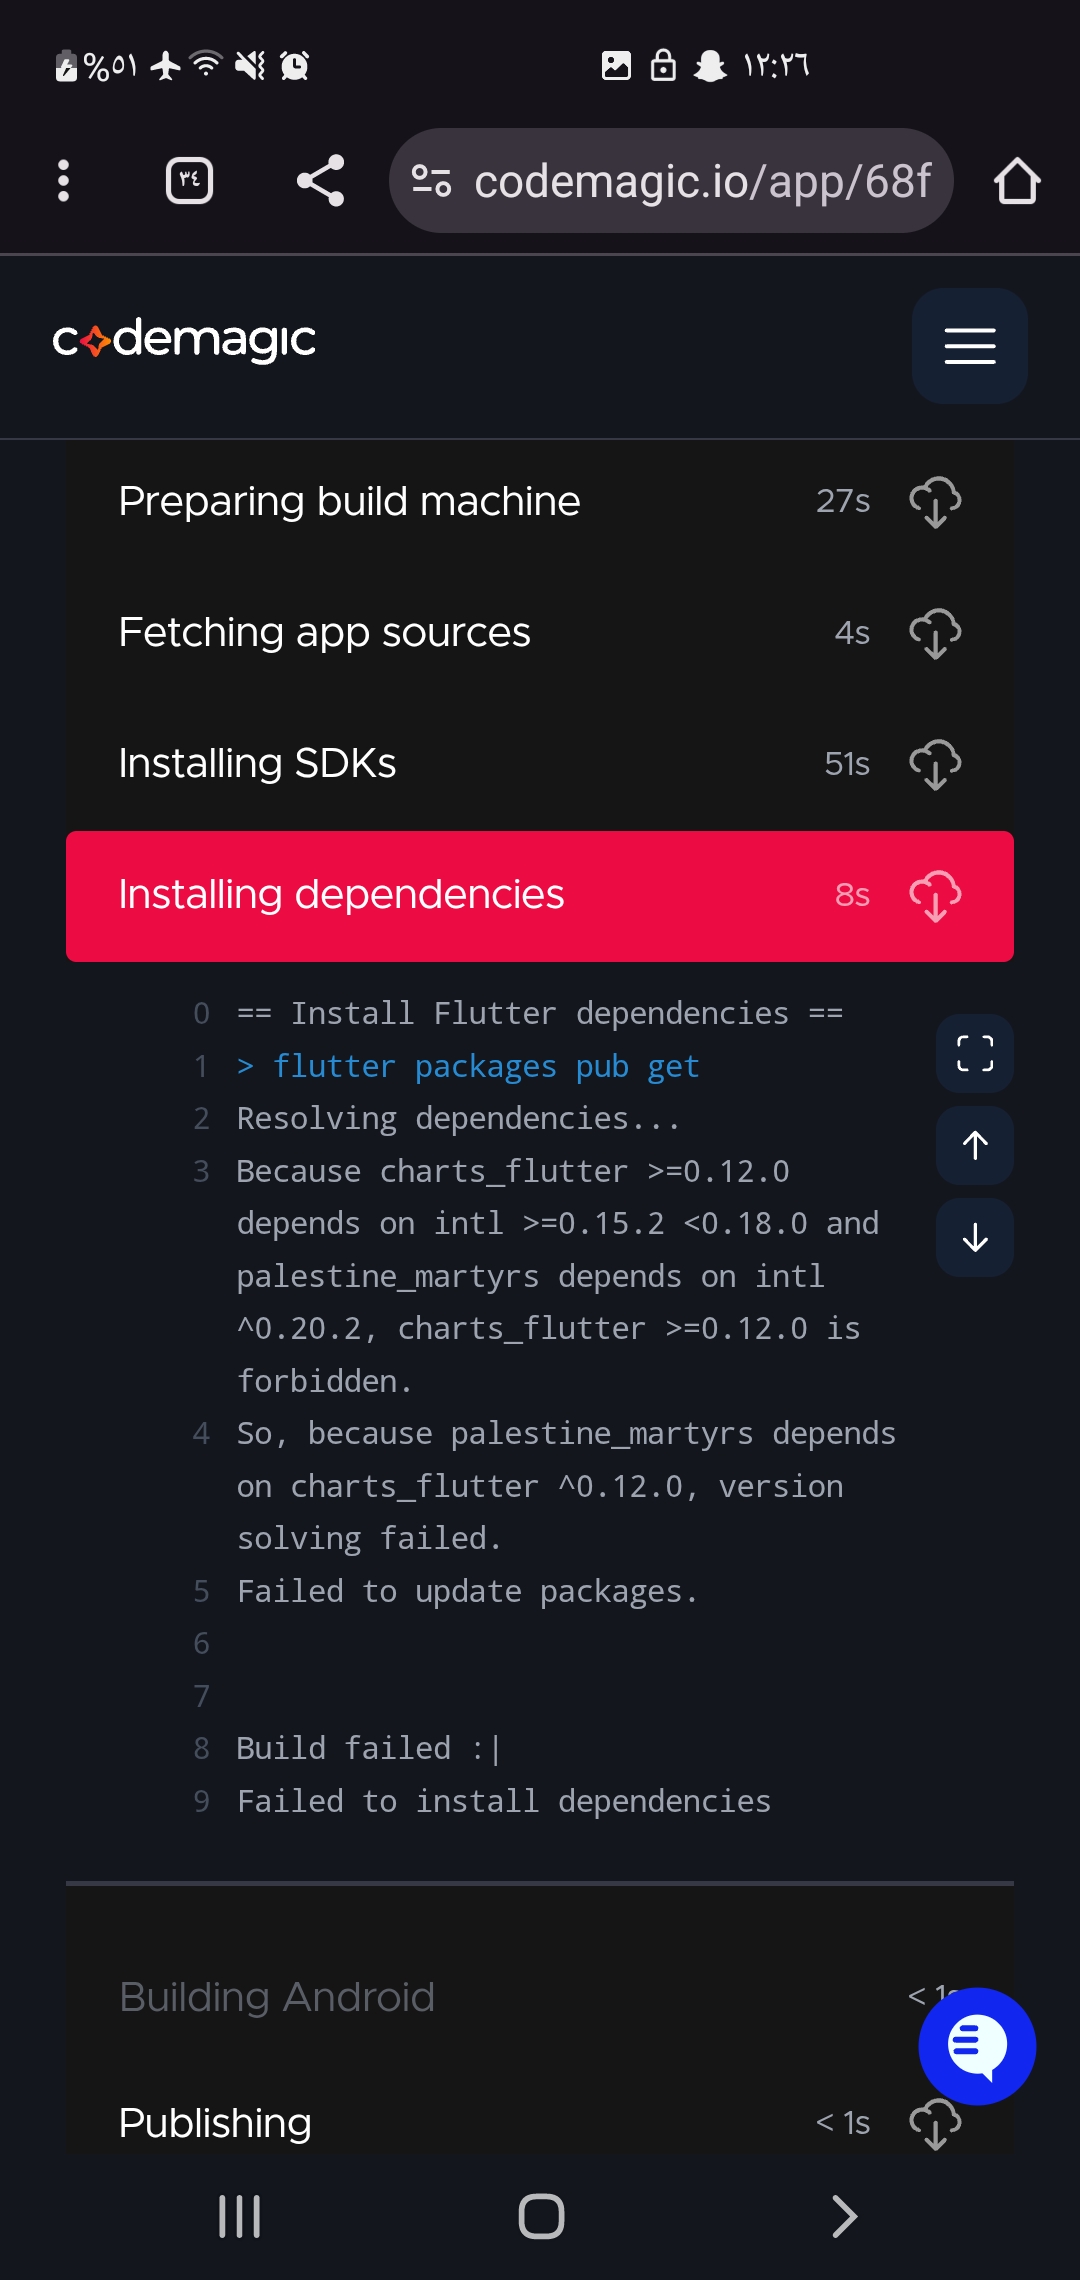 %٥١
١٢:٢٦
٣٤
codemagic.io/app/68f
codemagic
Preparing build machine 27s
Fetching app sources 4s
Installing SDKs 51s
Installing dependencies 8s
0 == Install Flutter dependencies ==
1 > flutter packages pub get
2 Resolving dependencies...
3 Because charts_flutter >=0.12.0
depends on intl >=0.15.2 <0.18.0 and
palestine_martyrs depends on intl
^0.20.2, charts_flutter >=0.12.0 is
forbidden.
4 So, because palestine_martyrs depends
on charts_flutter ^0.12.0, version
solving failed.
5 Failed to update packages.
6
7
8 Build failed :|
9 Failed to install dependencies
Building Android < 1s
Publishing < 1s